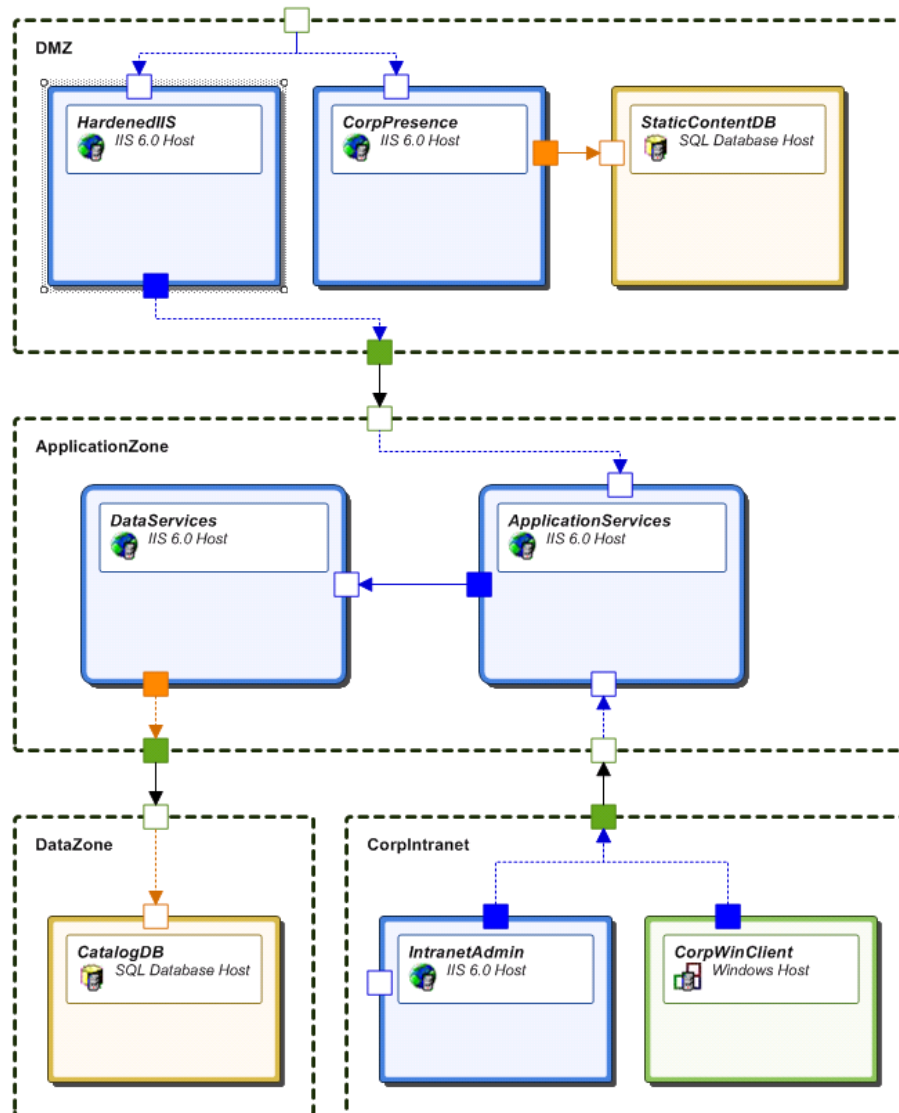 DMZ
HardenedIIS
IIS 6.0 Host
CorpPresence
IIS 6.0 Host
StaticContentDB
SQL Database Host
ApplicationZone
DataServices
IIS 6.0 Host
ApplicationServices
IIS 6.0 Host
DataZone
CorpIntranet
CatalogDB
SQL Database Host
IntranetAdmin
IIS 6.0 Host
CorpWinClient
Windows Host